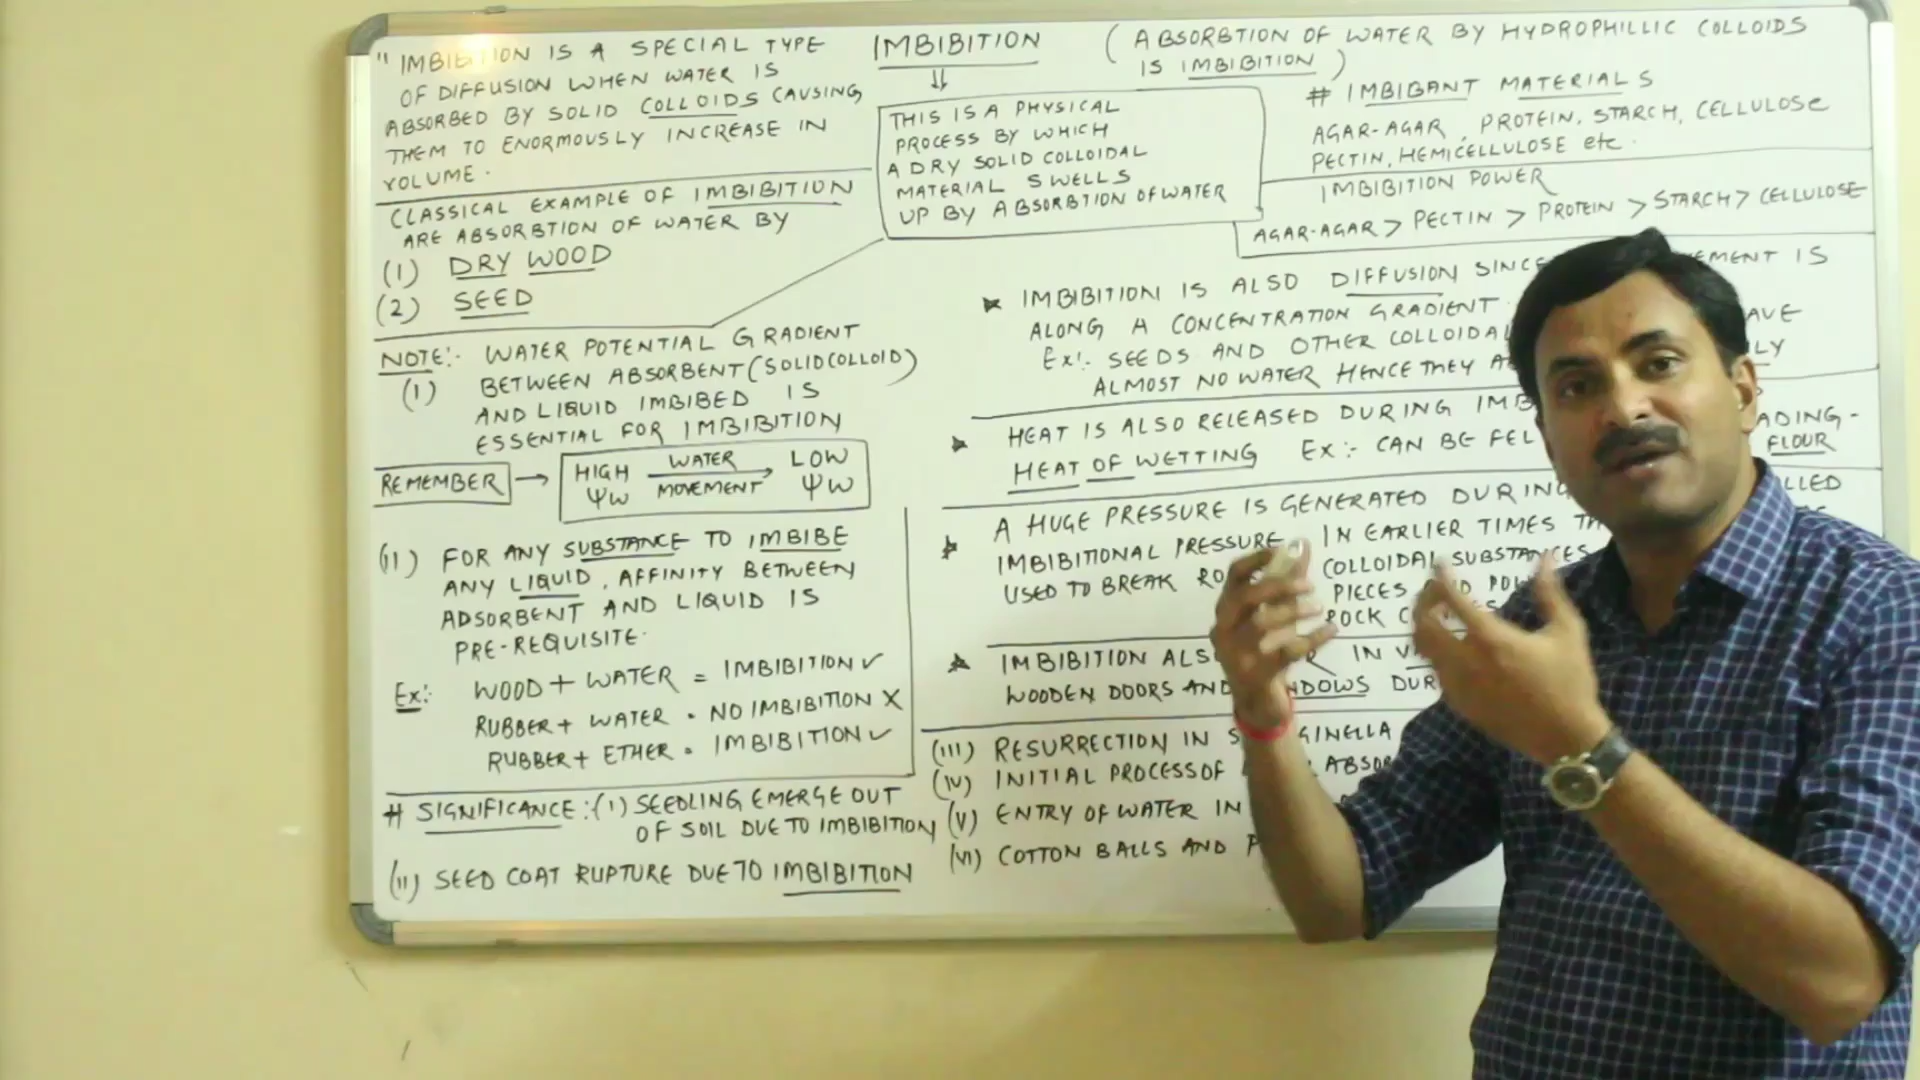 " IMBIBITION IS A SPECIAL TYPE
OF DIFFUSION WHEN WATER IS
ABSORBED BY SOLID COLLOIDS CAUSING
THEM TO ENORMOUSLY INCREASE IN
VOLUME.
CLASSICAL EXAMPLE OF IMBIBITION
ARE ABSORBTION OF WATER BY
(1) DRY WOOD
(2) SEED
NOTE:- WATER POTENTIAL GRADIENT
(I) BETWEEN ABSORBENT (SOLID COLLOID)
AND LIQUID IMBIBED IS
ESSENTIAL FOR IMBIBITION
REMEMBER → HIGH ΨW WATER MOVEMENT → LOW ΨW
(II) FOR ANY SUBSTANCE TO IMBIBE
ANY LIQUID, AFFINITY BETWEEN
ADSORBENT AND LIQUID IS
PRE-REQUISITE.
Ex:- WOOD + WATER = IMBIBITION ✓
RUBBER + WATER = NO IMBIBITION X
RUBBER + ETHER = IMBIBITION ✓
# SIGNIFICANCE :- (I) SEEDLING EMERGE OUT
OF SOIL DUE TO IMBIBITION
(II) SEED COAT RUPTURE DUE TO IMBIBITION
IMBIBITION
⇓
THIS IS A PHYSICAL
PROCESS BY WHICH
A DRY SOLID COLLOIDAL
MATERIAL SWELLS
UP BY ABSORBTION OF WATER
( ABSORBTION OF WATER BY HYDROPHILLIC COLLOIDS
IS IMBIBITION )
# IMBIBANT MATERIALS
AGAR-AGAR, PROTEIN, STARCH, CELLULOSE
PECTIN, HEMICELLULOSE etc.
IMBIBITION POWER
AGAR-AGAR > PECTIN > PROTEIN > STARCH > CELLULOSE
★ IMBIBITION IS ALSO DIFFUSION SINCE IS
ALONG A CONCENTRATION GRADIENT.
Ex:- SEEDS AND OTHER COLLOIDAL
ALMOST NO WATER HENCE THEY
★ HEAT IS ALSO RELEASED DURING
HEAT OF WETTING Ex:- CAN BE FLOUR
★ A HUGE PRESSURE IS GENERATED DURING
IMBIBITIONAL PRESSURE. IN EARLIER TIMES
USED TO BREAK COLLOIDAL SUBSTANCES
PIECES
ROCK
★ IMBIBITION IN
WOODEN DOORS AND
(III) RESURRECTION IN
(IV) INITIAL PROCESS OF
(V) ENTRY OF WATER IN
(VI) COTTON BALLS AND